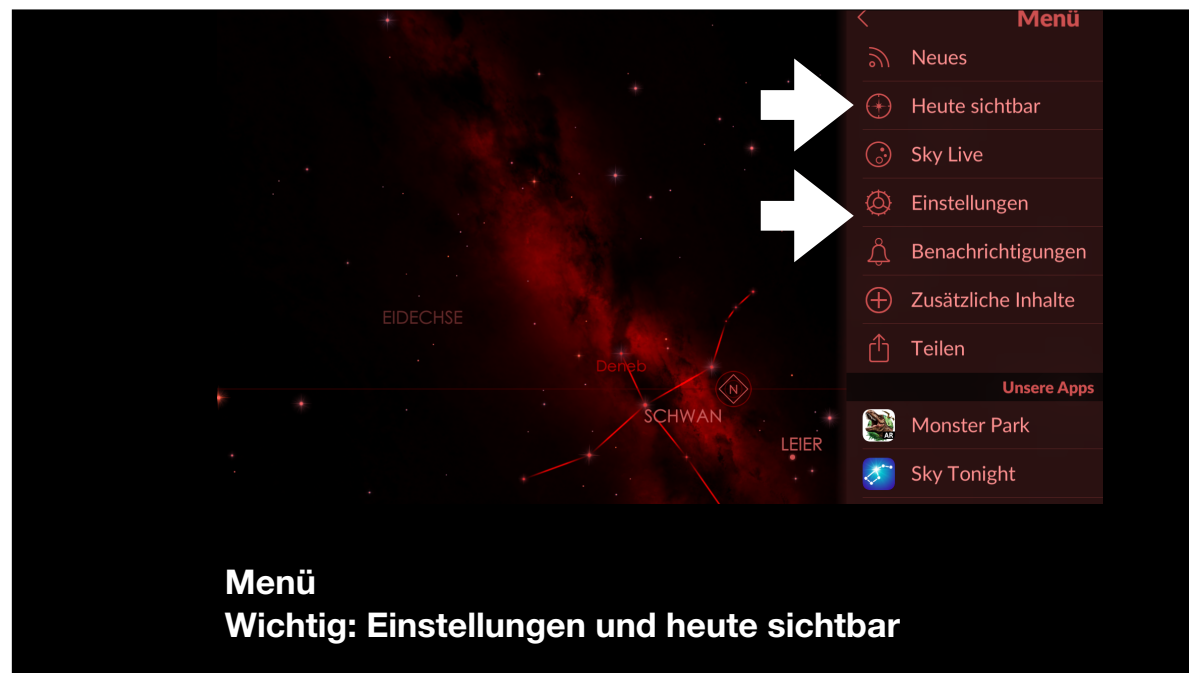 Menü
Neues
Heute sichtbar
Sky Live
Einstellungen
Benachrichtigungen
Zusätzliche Inhalte
Teilen
Unsere Apps
Monster Park
AR
Sky Tonight
EIDECHSE
Deneb
N
SCHWAN
LEIER
Menü
Wichtig: Einstellungen und heute sichtbar